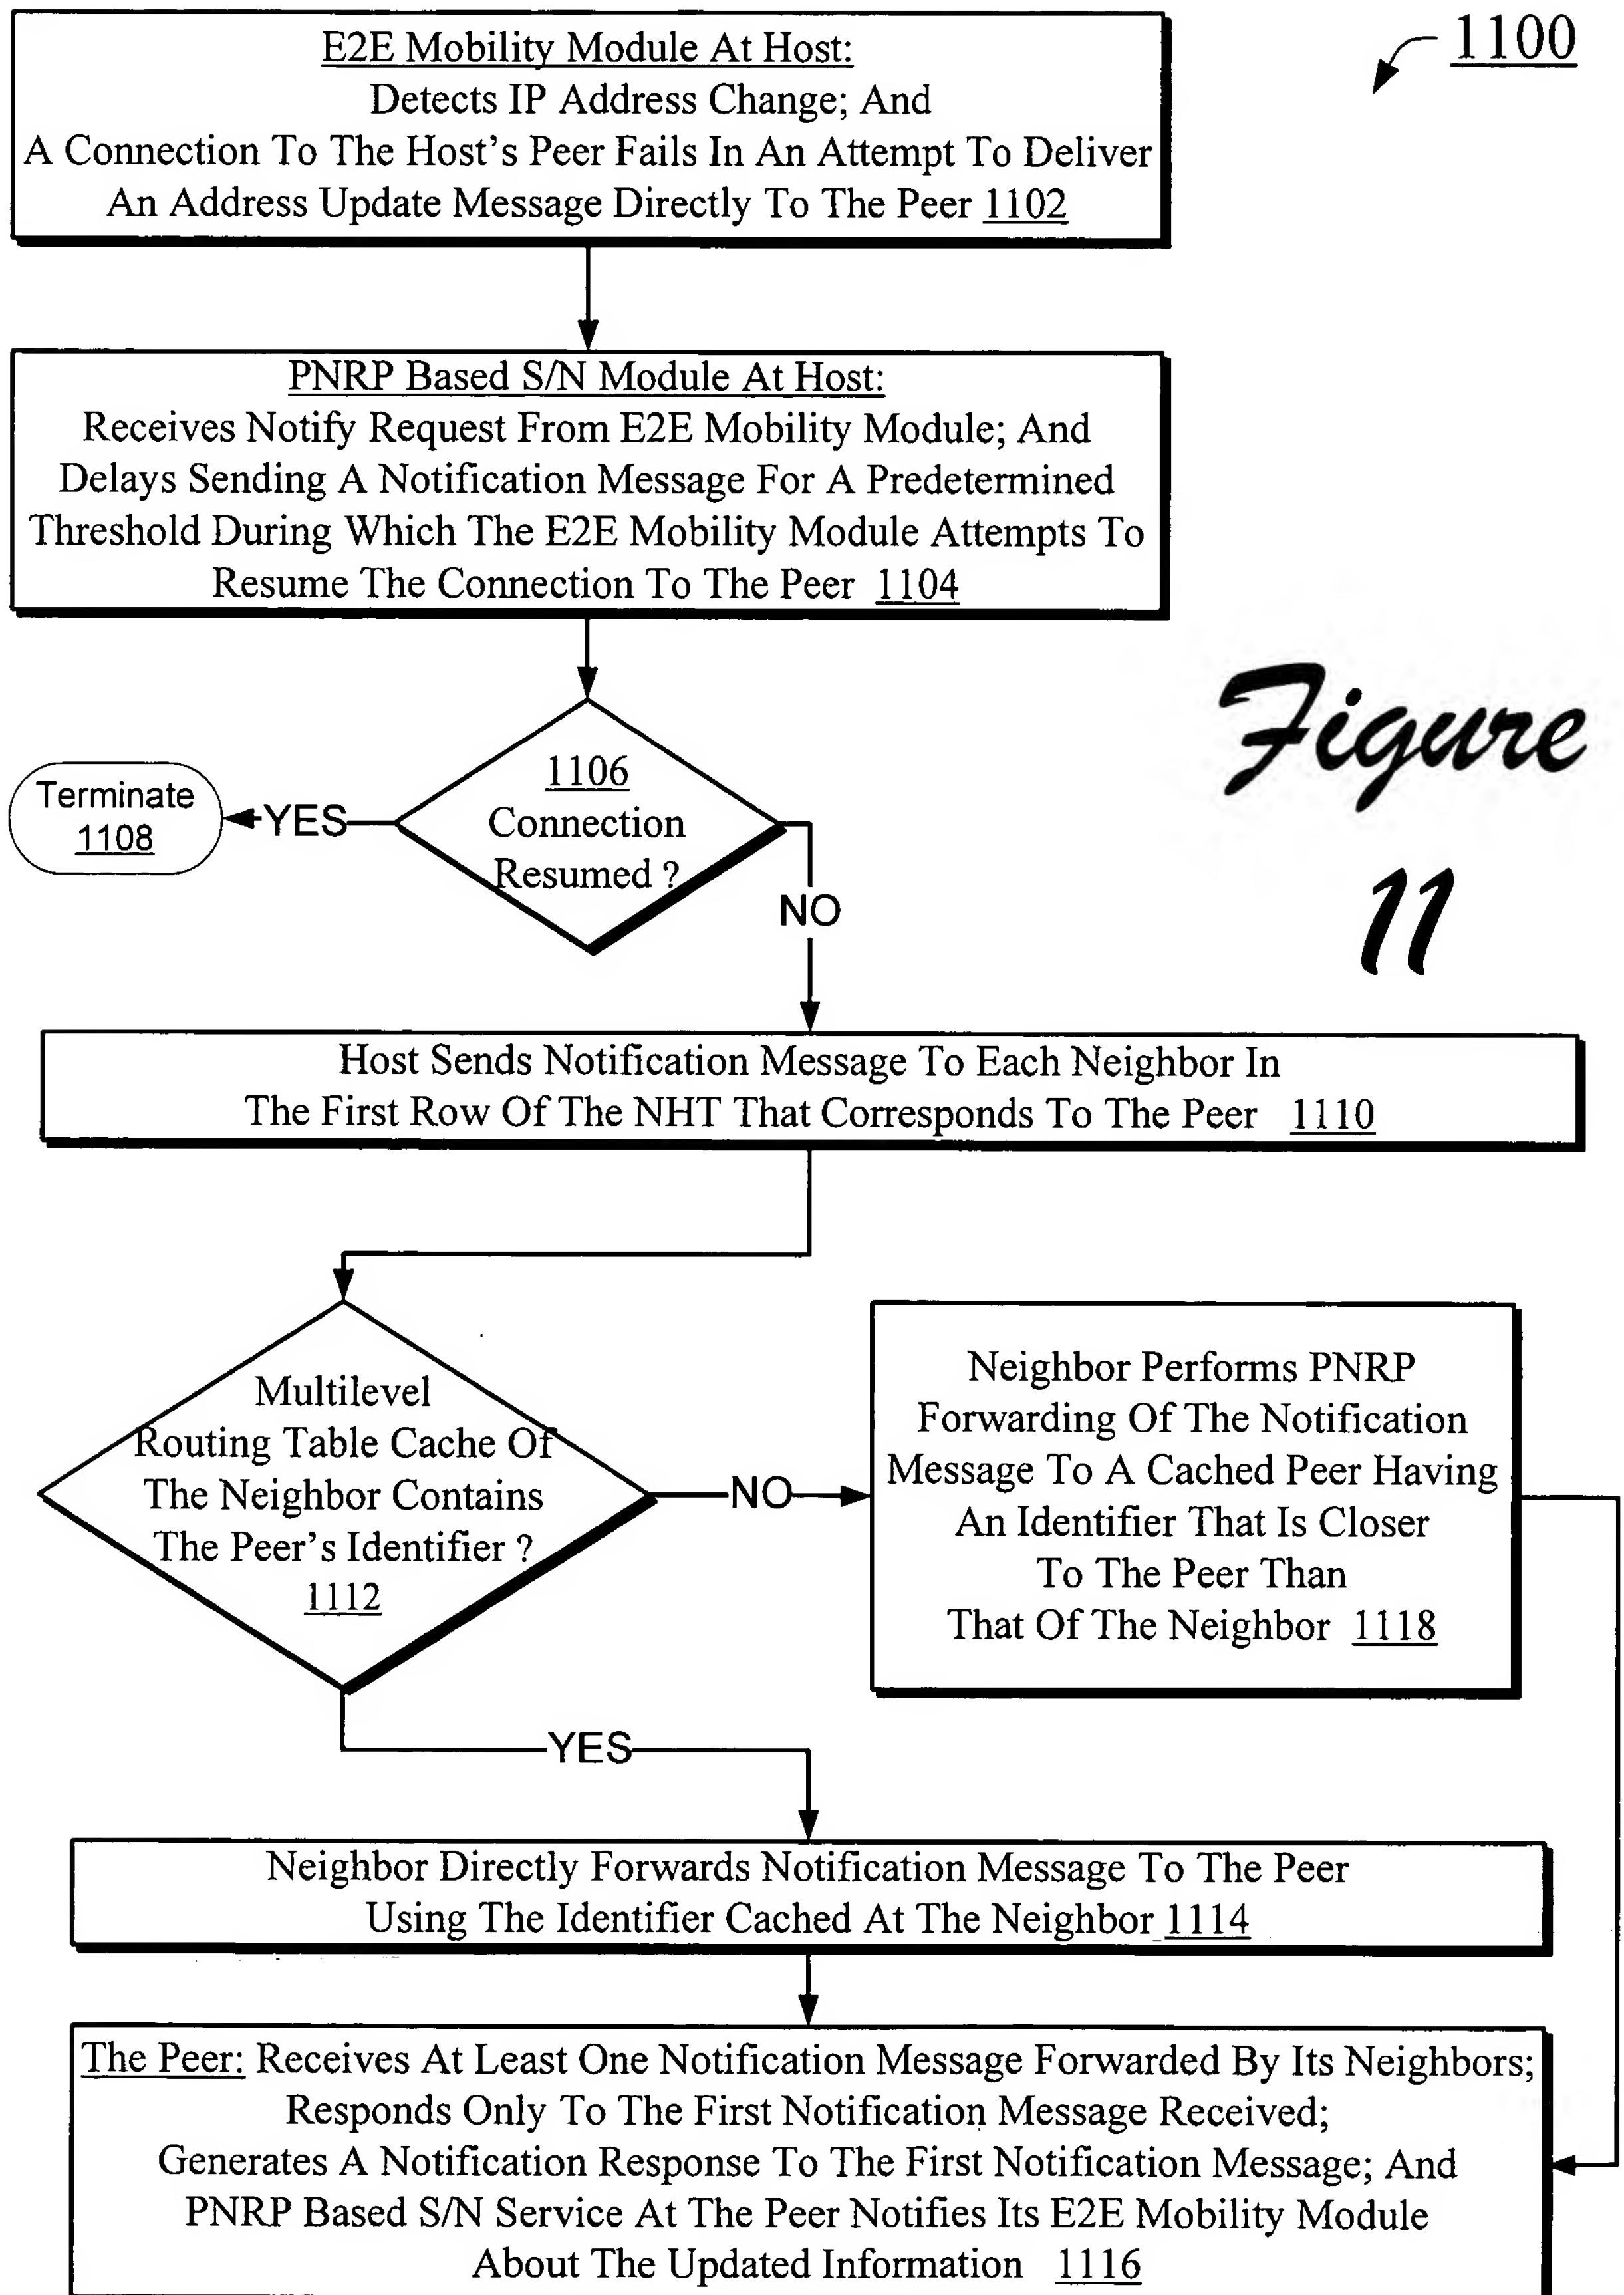 1100
E2E Mobility Module At Host:
Detects IP Address Change; And
A Connection To The Host's Peer Fails In An Attempt To Deliver
An Address Update Message Directly To The Peer 1102
PNRP Based S/N Module At Host:
Receives Notify Request From E2E Mobility Module; And
Delays Sending A Notification Message For A Predetermined
Threshold During Which The E2E Mobility Module Attempts To
Resume The Connection To The Peer 1104
Figure
11
1106
Connection
Resumed ?
YES
Terminate
1108
NO
Host Sends Notification Message To Each Neighbor In
The First Row Of The NHT That Corresponds To The Peer 1110
Multilevel
Routing Table Cache Of
The Neighbor Contains
The Peer's Identifier ?
1112
NO
Neighbor Performs PNRP
Forwarding Of The Notification
Message To A Cached Peer Having
An Identifier That Is Closer
To The Peer Than
That Of The Neighbor 1118
YES
Neighbor Directly Forwards Notification Message To The Peer
Using The Identifier Cached At The Neighbor 1114
The Peer: Receives At Least One Notification Message Forwarded By Its Neighbors;
Responds Only To The First Notification Message Received;
Generates A Notification Response To The First Notification Message; And
PNRP Based S/N Service At The Peer Notifies Its E2E Mobility Module
About The Updated Information 1116